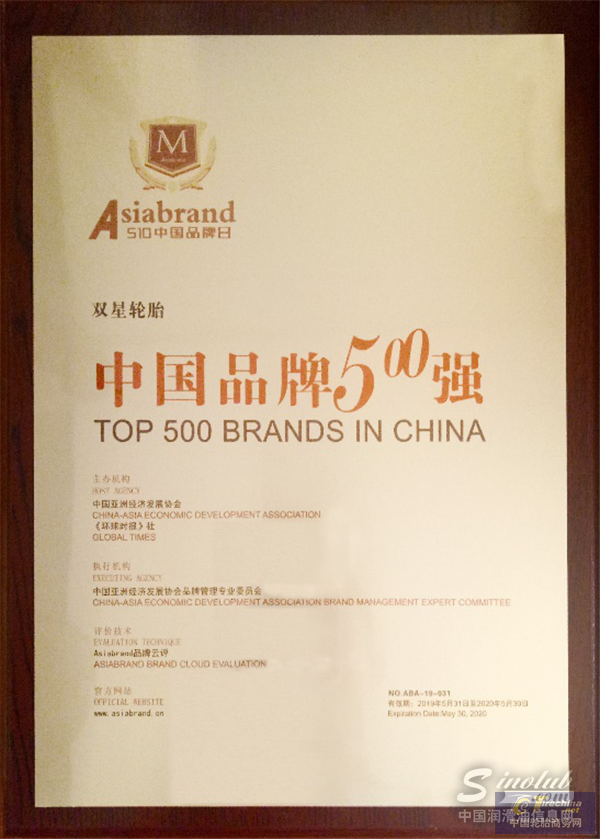 M
Asiabrand
510中国品牌日
双星轮胎
中国品牌500强
TOP 500 BRANDS IN CHINA
主办机构
HOST AGENCY
中国亚洲经济发展协会
CHINA-ASIA ECONOMIC DEVELOPMENT ASSOCIATION
《环球时报》社
GLOBAL TIMES
执行机构
EXECUTING AGENCY
中国亚洲经济发展协会品牌管理专业委员会
CHINA-ASIA ECONOMIC DEVELOPMENT ASSOCIATION BRAND MANAGEMENT EXPERT COMMITTEE
评价技术
EVALUATION TECHNIQUE
Asiabrand品牌云评
ASIABRAND BRAND CLOUD EVALUATION
官方网站
OFFICIAL WEBSITE
www.asiabrand.cn
NO.ABA-19-031
有效期：2019年5月31日至2020年5月30日
Expiration Date:May 30, 2020
Sinolub
.com
中国润滑油信息网
中国轮胎商务网